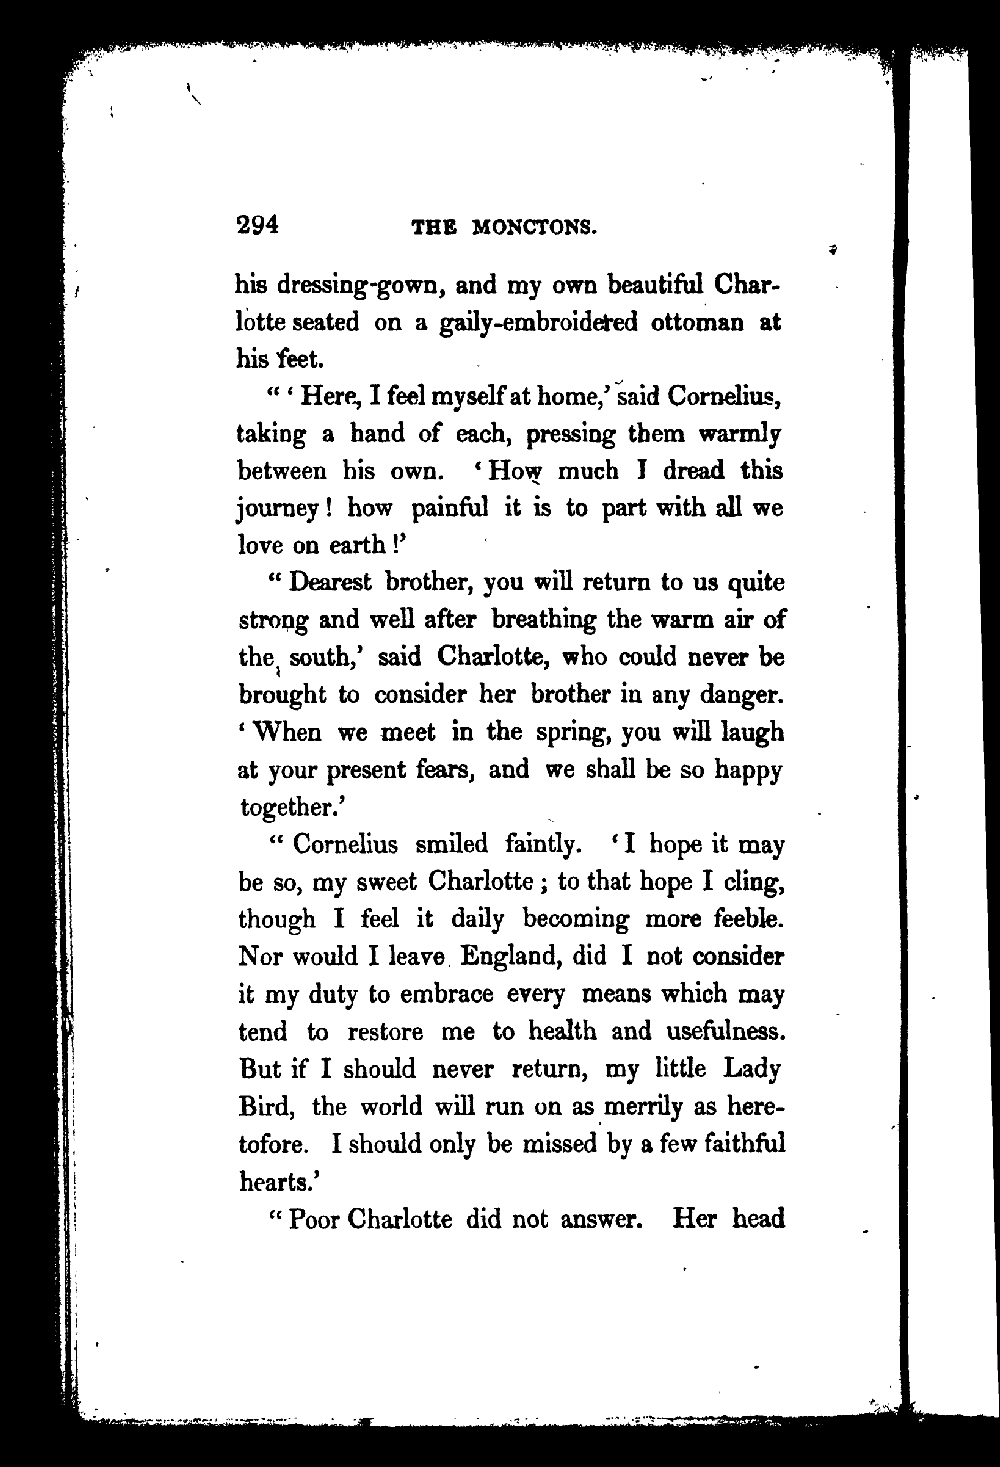 294 THE MONCTONS.
his dressing-gown, and my own beautiful Char-
lotte seated on a gaily-embroidered ottoman at
his feet.
“ ‘ Here, I feel myself at home,’ said Cornelius,
taking a hand of each, pressing them warmly
between his own. ‘ How much I dread this
journey ! how painful it is to part with all we
love on earth !’
“ Dearest brother, you will return to us quite
strong and well after breathing the warm air of
the south,’ said Charlotte, who could never be
brought to consider her brother in any danger.
‘ When we meet in the spring, you will laugh
at your present fears, and we shall be so happy
together.’
“ Cornelius smiled faintly. ‘ I hope it may
be so, my sweet Charlotte ; to that hope I cling,
though I feel it daily becoming more feeble.
Nor would I leave England, did I not consider
it my duty to embrace every means which may
tend to restore me to health and usefulness.
But if I should never return, my little Lady
Bird, the world will run on as merrily as here-
tofore. I should only be missed by a few faithful
hearts.’
“ Poor Charlotte did not answer. Her head